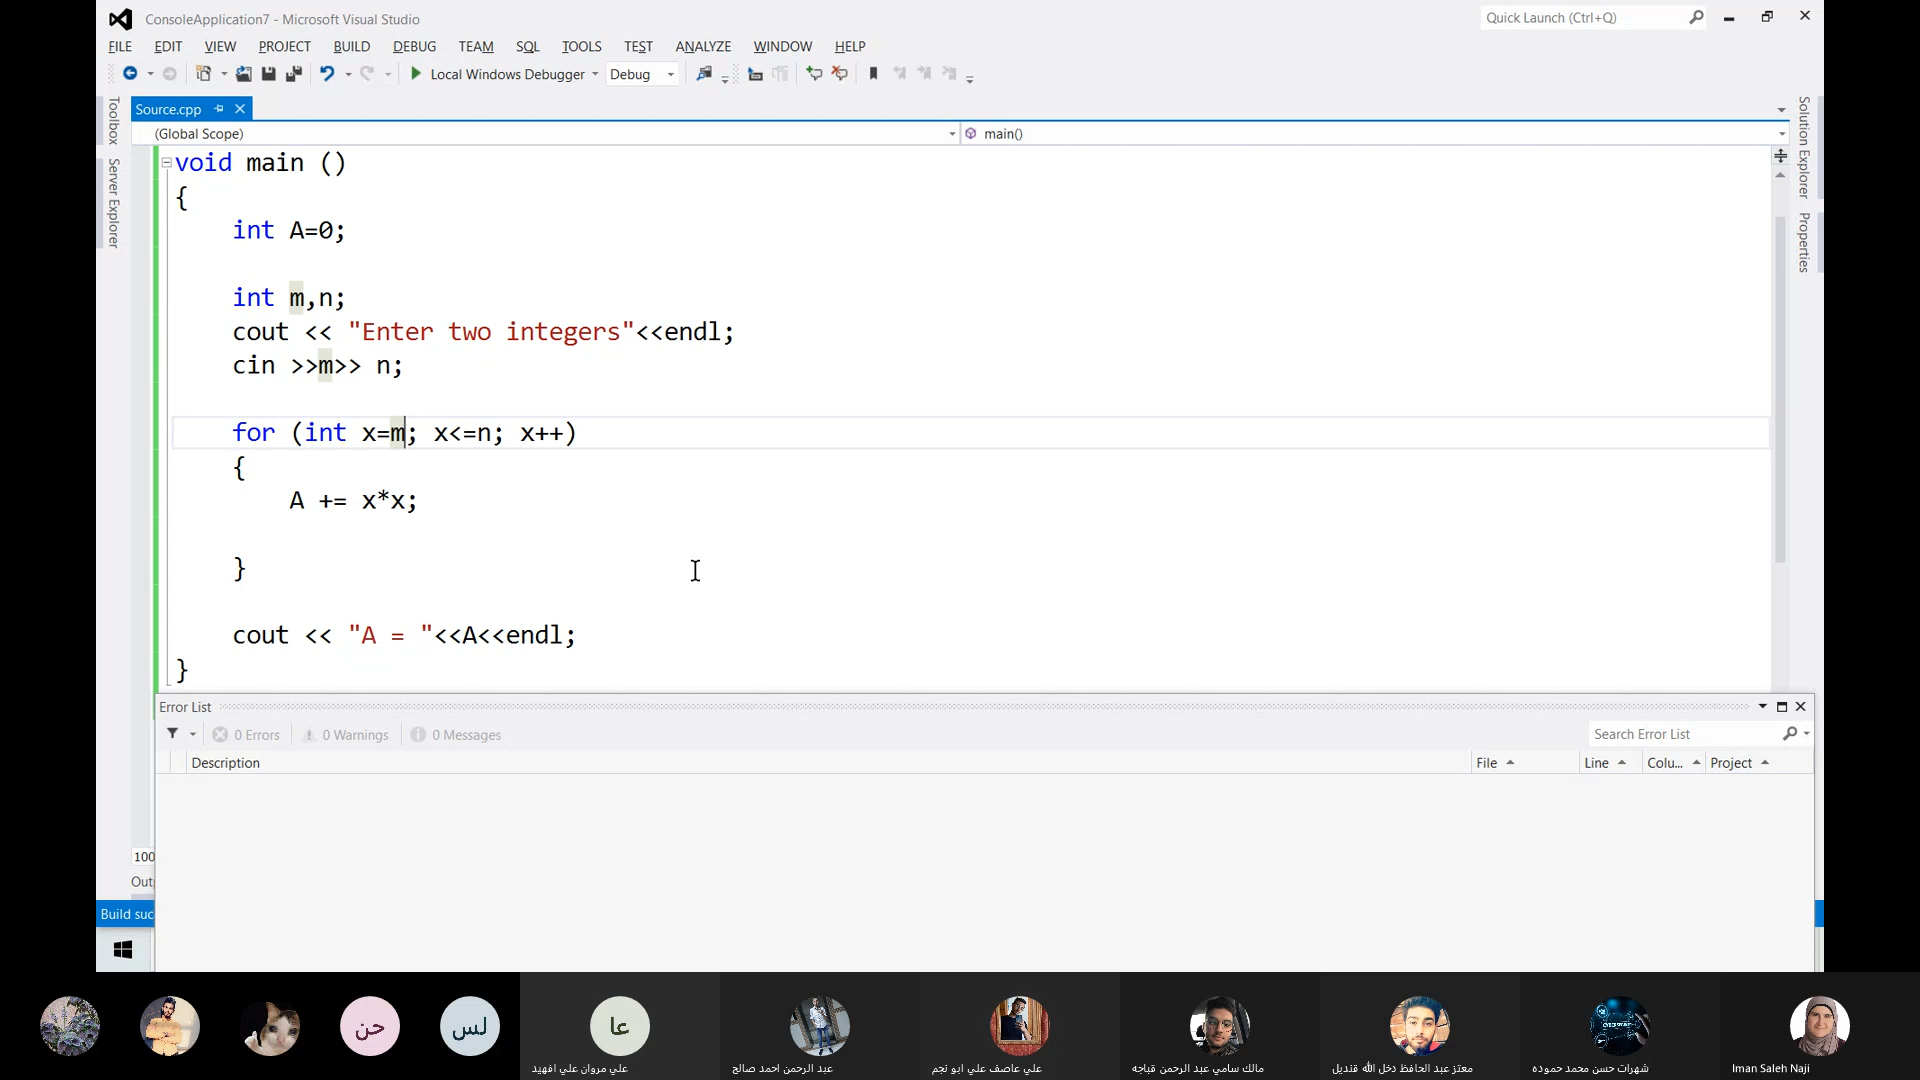 ConsoleApplication7 - Microsoft Visual Studio
Quick Launch (Ctrl+Q)
FILE EDIT VIEW PROJECT BUILD DEBUG TEAM SQL TOOLS TEST ANALYZE WINDOW HELP
Local Windows Debugger Debug
Source.cpp
(Global Scope) main()
Toolbox
Server Explorer
Solution Explorer
Properties
void main ()
{
int A=0;
int m,n;
cout << "Enter two integers"<<endl;
cin >>m>> n;
for (int x=m; x<=n; x++)
{
A += x*x;
}
cout << "A = "<<A<<endl;
}
Error List
0 Errors 0 Warnings 0 Messages
Search Error List
Description File Line Colu... Project
100
Out
Build suc
حن
لس
عا
علي مروان علي افهيد
عبد الرحمن احمد صالح
علي عاصف علي ابو نجم
مالك سامي عبد الرحمن قباجه
معتز عبد الحافظ دخل الله قنديل
شهرات حسن محمد حموده
Iman Saleh Naji